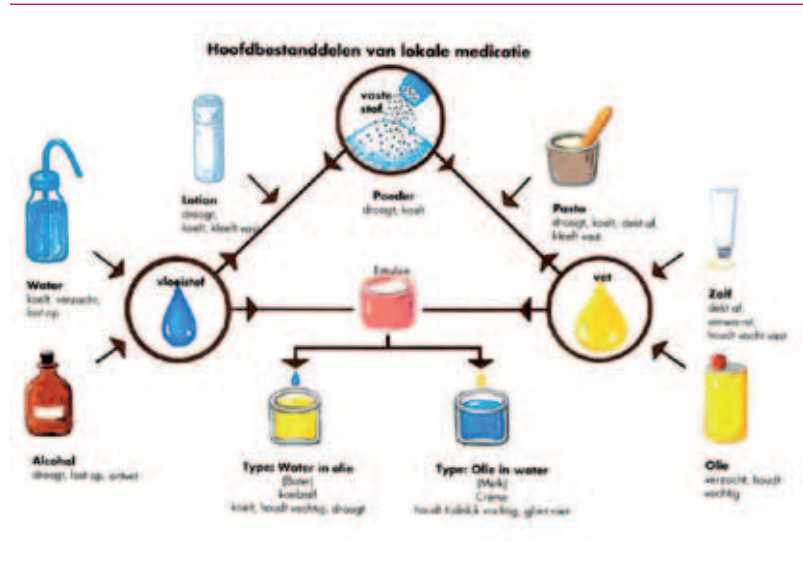 Hoofdbestanddelen van lokale medicatie
vaste
stof
Lotion
droogt,
koelt, kleeft vast
Poeder
droogt, koelt
Pasta
droogt, koelt, dekt af,
kleeft vast
Water
koelt, verzacht,
lost op
vloeistof
Emulsie
vet
Zalf
dekt af,
houdt vocht vast
Alcohol
droogt, lost op, ontvet
Type: Water in olie
(Boter)
koelzalf
koelt, houdt vochtig, droogt
Type: Olie in water
(Melk)
Crème
houdt tijdelijk vochtig, glimt niet
Olie
verzacht, houdt
vochtig